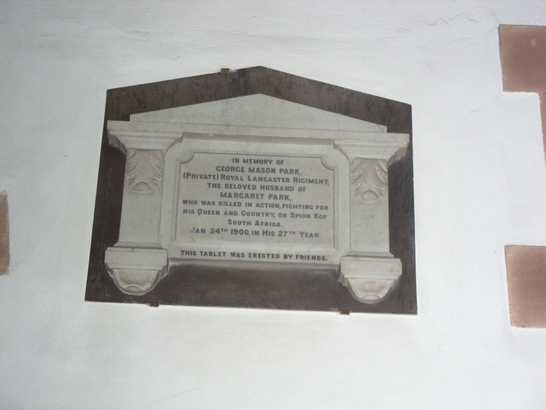 IN MEMORY OF
GEORGE MASON PARK,
(PRIVATE) ROYAL LANCASTER REGIMENT,
THE BELOVED HUSBAND OF
MARGARET PARK,
WHO WAS KILLED IN ACTION, FIGHTING FOR
HIS QUEEN AND COUNTRY, ON SPION KOP
SOUTH AFRICA.
JAN 24TH 1900, IN HIS 27TH YEAR.
THIS TABLET WAS ERECTED BY FRIENDS.